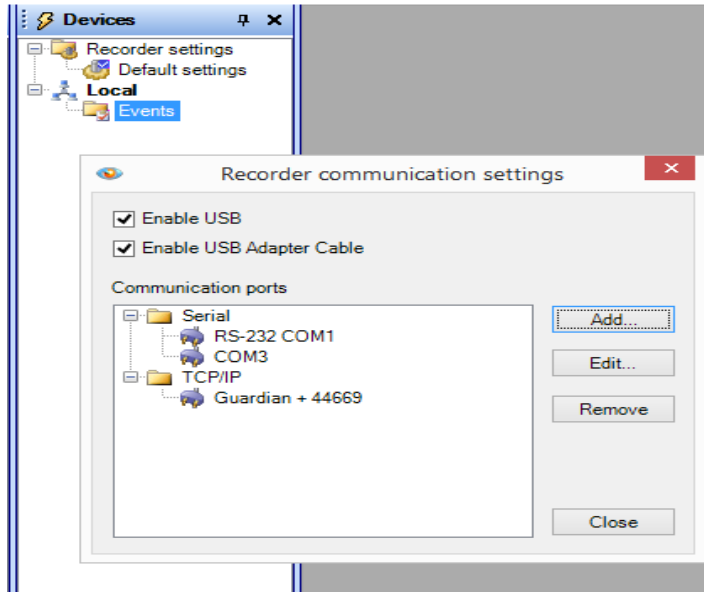 Devices
Recorder settings
Default settings
Local
Events
Recorder communication settings
Enable USB
Enable USB Adapter Cable
Communication ports
Serial
RS-232 COM1
COM3
TCP/IP
Guardian + 44669
Add...
Edit...
Remove
Close